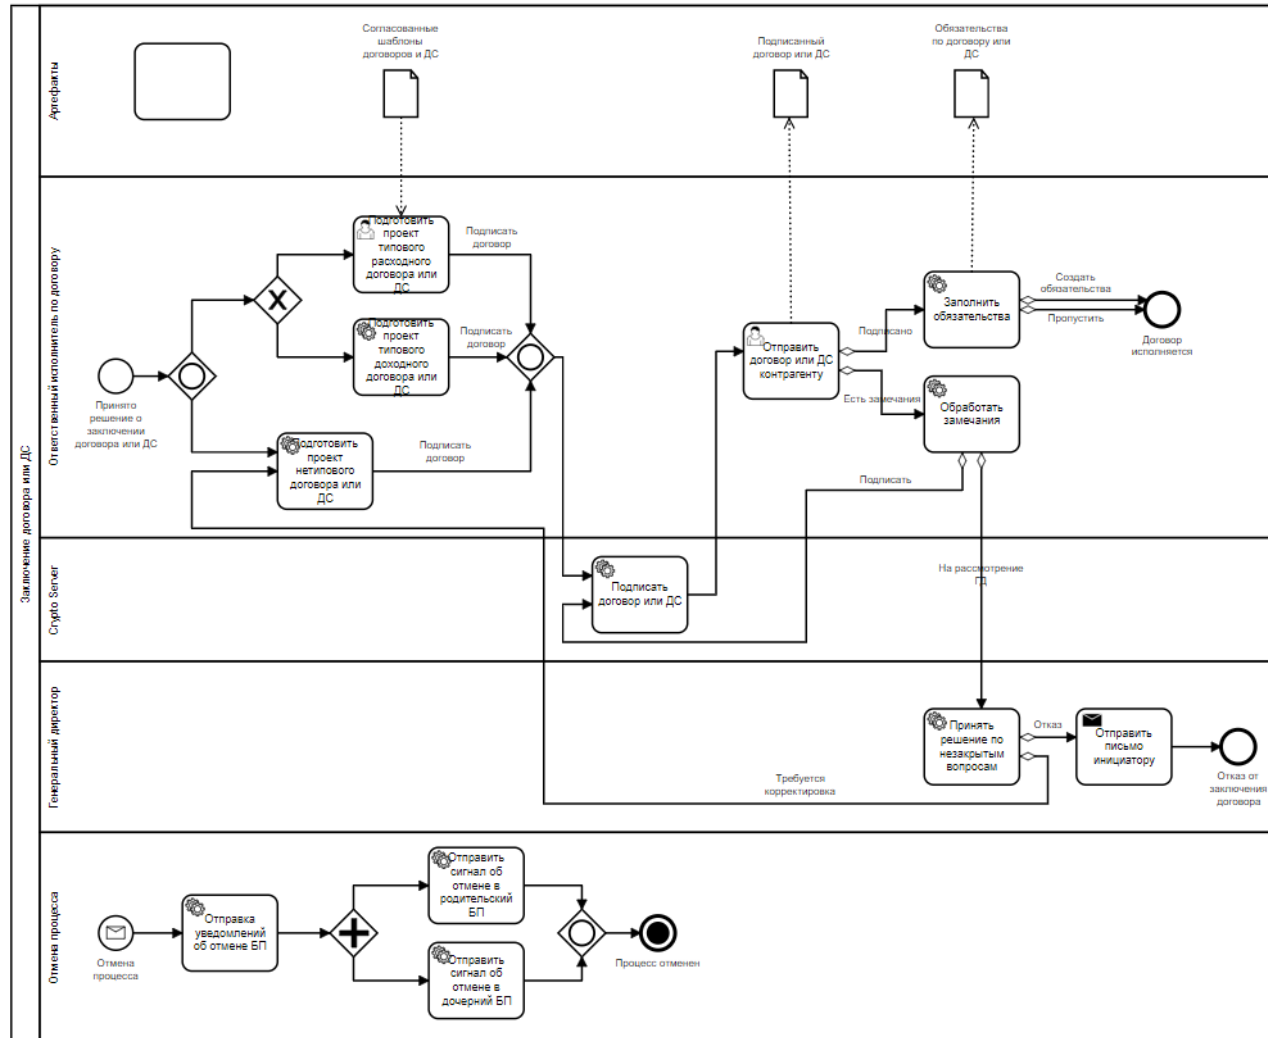 Заключение договора или ДС
Артефакты
Согласованные
шаблоны
договоров и ДС
Подписанный
договор или ДС
Обязательства
по договору или
ДС
Ответственный исполнитель по договору
Принято
решение о
заключении
договора или ДС
Подготовить
проект
типового
расходного
договора или
ДС
Подписать
договор
Подготовить
проект
типового
доходного
договора или
ДС
Подписать
договор
Подготовить
проект
нетипового
договора или
ДС
Подписать
договор
Отправить
договор или ДС
контрагенту
Подписано
Есть замечания
Заполнить
обязательства
Создать
обязательства
Пропустить
Договор
исполняется
Обработать
замечания
Подписать
На рассмотрение
ГД
Crypto Server
Подписать
договор или ДС
Генеральный директор
Принять
решение по
незакрытым
вопросам
Отказ
Требуется
корректировка
Отправить
письмо
инициатору
Отказ от
заключения
договора
Отмена процесса
Отмена
процесса
Отправка
уведомлений
об отмене БП
Отправить
сигнал об
отмене в
родительский
БП
Отправить
сигнал об
отмене в
дочерний БП
Процесс отменен